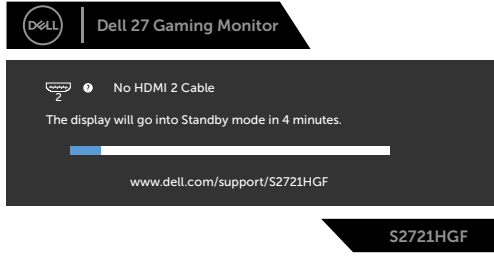 DELL
Dell 27 Gaming Monitor
2
?
No HDMI 2 Cable
The display will go into Standby mode in 4 minutes.
www.dell.com/support/S2721HGF
S2721HGF